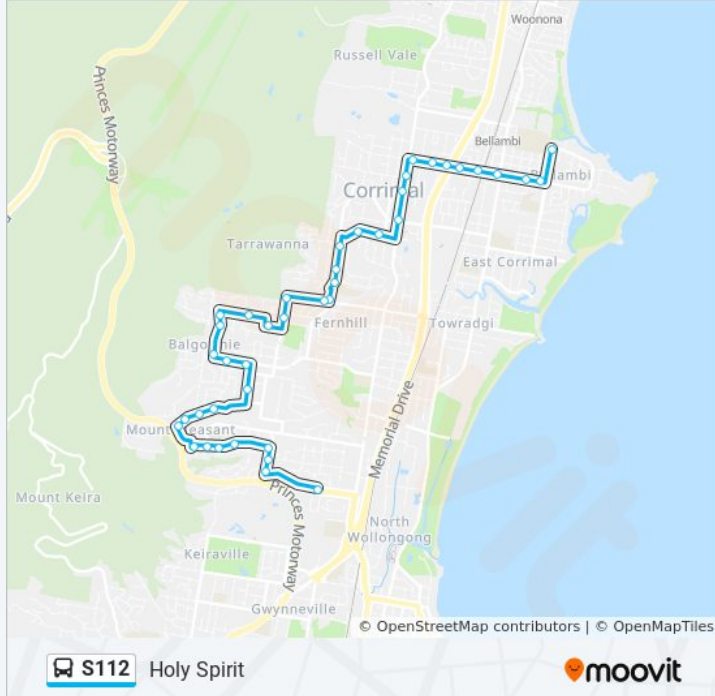 Woonona
Russell Vale
Princes Motorway
Bellambi
Bellambi
Corrimal
Tarrawanna
East Corrimal
Fernhill
Towradgi
Balgownie
Memorial Drive
Mount Pleasant
Princes Motorway
Mount Keira
North
Wollongong
Keiraville
Gwynneville
© OpenStreetMap contributors | © OpenMapTiles
S112 Holy Spirit
moovit